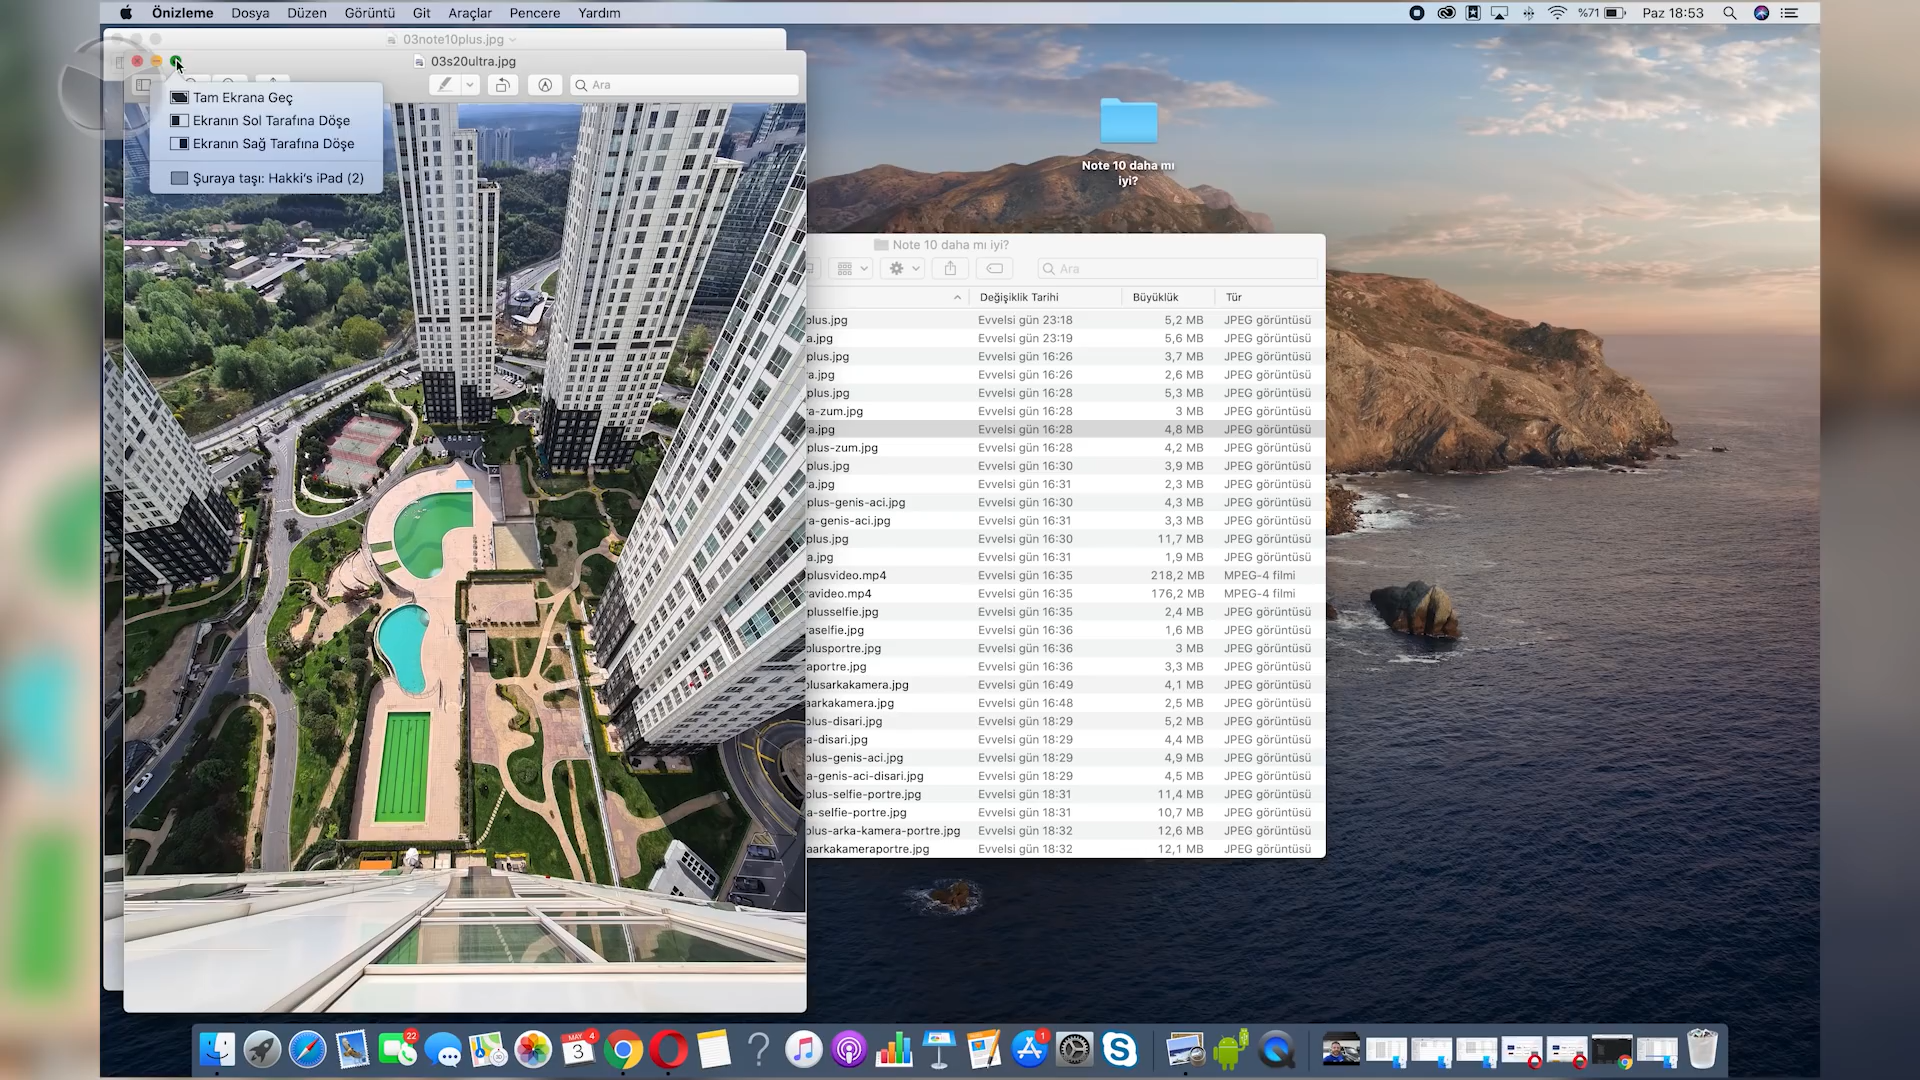 Önizleme Dosya Düzen Görüntü Git Araçlar Pencere Yardım
%71 Paz 18:53
03note10plus.jpg
03s20ultra.jpg
Ara
Tam Ekrana Geç
Ekranın Sol Tarafına Döşe
Ekranın Sağ Tarafına Döşe
Şuraya taşı: Hakki's iPad (2)
Note 10 daha mı
iyi?
Note 10 daha mı iyi?
Ara
Değişiklik Tarihi Büyüklük Tür
plus.jpg Evvelsi gün 23:18 5,2 MB JPEG görüntüsü
a.jpg Evvelsi gün 23:19 5,6 MB JPEG görüntüsü
plus.jpg Evvelsi gün 16:26 3,7 MB JPEG görüntüsü
ra.jpg Evvelsi gün 16:26 2,6 MB JPEG görüntüsü
plus.jpg Evvelsi gün 16:28 5,3 MB JPEG görüntüsü
ra-zum.jpg Evvelsi gün 16:28 3 MB JPEG görüntüsü
ra.jpg Evvelsi gün 16:28 4,8 MB JPEG görüntüsü
plus-zum.jpg Evvelsi gün 16:28 4,2 MB JPEG görüntüsü
plus.jpg Evvelsi gün 16:30 3,9 MB JPEG görüntüsü
ra.jpg Evvelsi gün 16:31 2,3 MB JPEG görüntüsü
plus-genis-aci.jpg Evvelsi gün 16:30 4,3 MB JPEG görüntüsü
ra-genis-aci.jpg Evvelsi gün 16:31 3,3 MB JPEG görüntüsü
plus.jpg Evvelsi gün 16:30 11,7 MB JPEG görüntüsü
a.jpg Evvelsi gün 16:31 1,9 MB JPEG görüntüsü
plusvideo.mp4 Evvelsi gün 16:35 218,2 MB MPEG-4 filmi
ravideo.mp4 Evvelsi gün 16:35 176,2 MB MPEG-4 filmi
plusselfie.jpg Evvelsi gün 16:35 2,4 MB JPEG görüntüsü
raselfie.jpg Evvelsi gün 16:36 1,6 MB JPEG görüntüsü
plusportre.jpg Evvelsi gün 16:36 3 MB JPEG görüntüsü
aportre.jpg Evvelsi gün 16:36 3,3 MB JPEG görüntüsü
plusarkakamera.jpg Evvelsi gün 16:49 4,1 MB JPEG görüntüsü
aarkakamera.jpg Evvelsi gün 16:48 2,5 MB JPEG görüntüsü
plus-disari.jpg Evvelsi gün 18:29 5,2 MB JPEG görüntüsü
a-disari.jpg Evvelsi gün 18:29 4,4 MB JPEG görüntüsü
plus-genis-aci.jpg Evvelsi gün 18:29 4,9 MB JPEG görüntüsü
a-genis-aci-disari.jpg Evvelsi gün 18:29 4,5 MB JPEG görüntüsü
plus-selfie-portre.jpg Evvelsi gün 18:31 11,4 MB JPEG görüntüsü
a-selfie-portre.jpg Evvelsi gün 18:31 10,7 MB JPEG görüntüsü
plus-arka-kamera-portre.jpg Evvelsi gün 18:32 12,6 MB JPEG görüntüsü
aarkakameraportre.jpg Evvelsi gün 18:32 12,1 MB JPEG görüntüsü
22
MAY 4
3
1